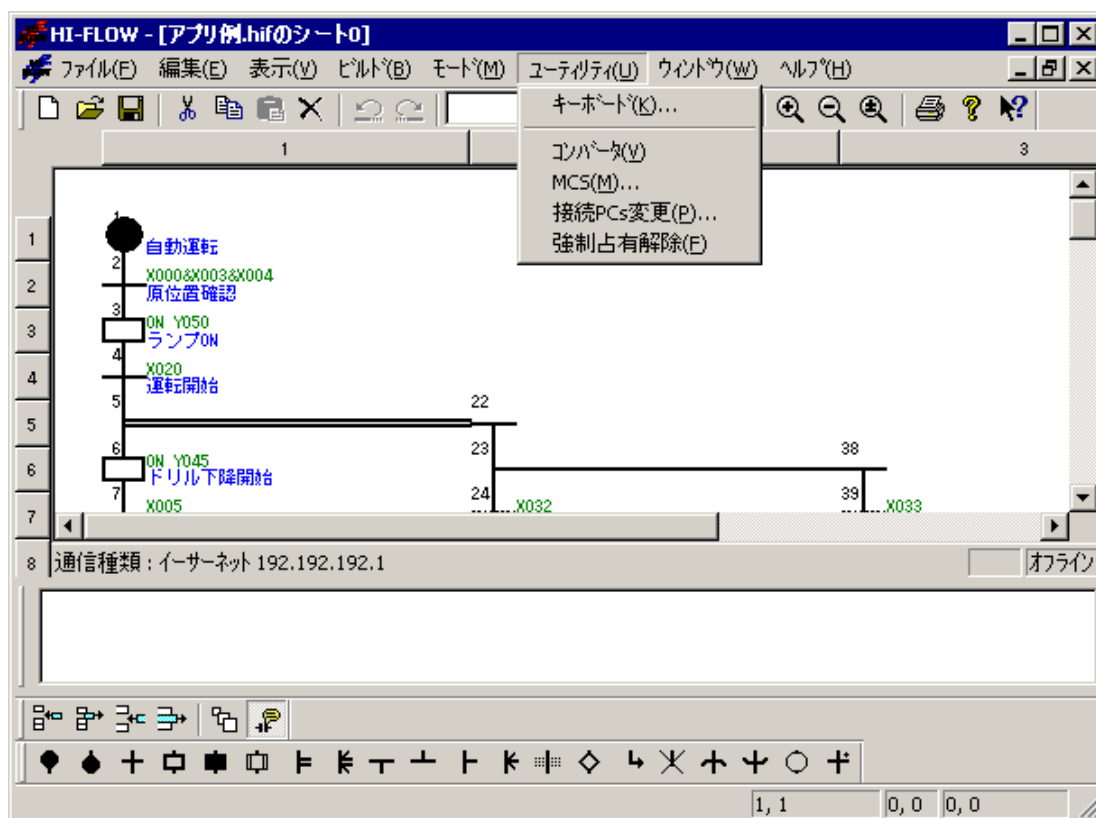 HI-FLOW - [アプリ例.hifのシート0]
ﾌｧｲﾙ(F) 編集(E) 表示(V) ﾋﾞﾙﾄﾞ(B) ﾓｰﾄﾞ(M) ﾕｰﾃｨﾘﾃｨ(U) ｳｨﾝﾄﾞｳ(W) ﾍﾙﾌﾟ(H)
ｷｰﾎﾞｰﾄﾞ(K)...
ｺﾝﾊﾞｰﾀ(V)
MCS(M)...
接続PCs変更(P)...
強制占有解除(F)
1
3
1
1
自動運転
2
X000&X003&X004
2
原位置確認
3
ON Y050
3
ランプON
4
X020
4
運転開始
5
22
5
6
23
38
6
ON Y045
ドリル下降開始
7
24
39
7
X005
X032
X033
8
通信種類 : ｲｰｻｰﾈｯﾄ 192.192.192.1
ｵﾌﾗｲﾝ
1, 1
0, 0
0, 0